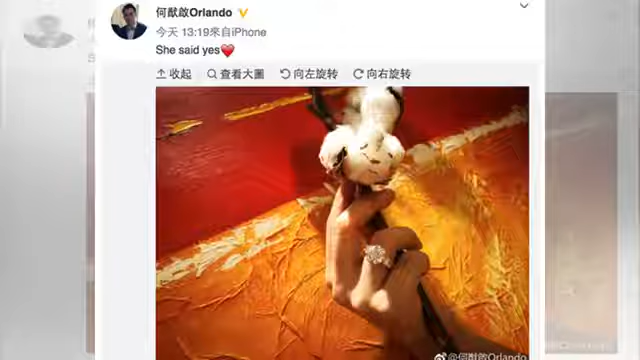 何猷啟Orlando
今天 13:19來自iPhone
She said yes❤️
收起 查看大圖 向左旋转 向右旋转
@何猷啟Orlando